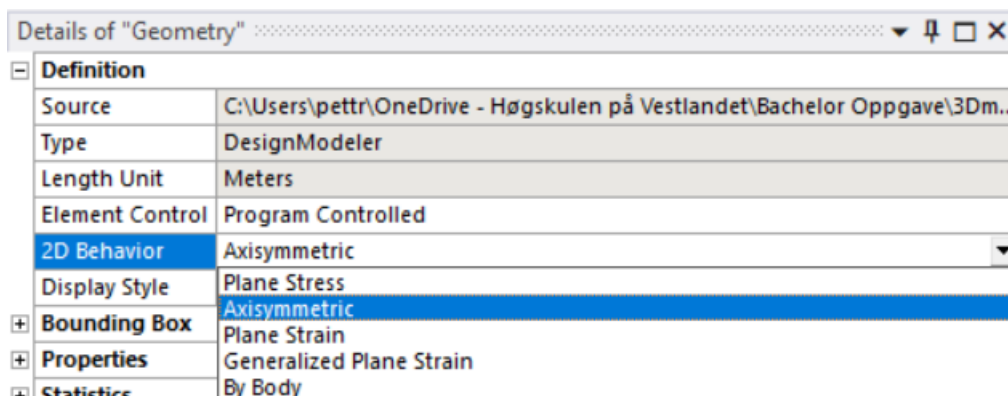 Details of "Geometry"
Definition
Source C:\Users\pettr\OneDrive - Høgskulen på Vestlandet\Bachelor Oppgave\3Dm...
Type DesignModeler
Length Unit Meters
Element Control Program Controlled
2D Behavior Axisymmetric
Display Style Plane Stress
Axisymmetric
Bounding Box Plane Strain
Properties Generalized Plane Strain
Statistics By Body